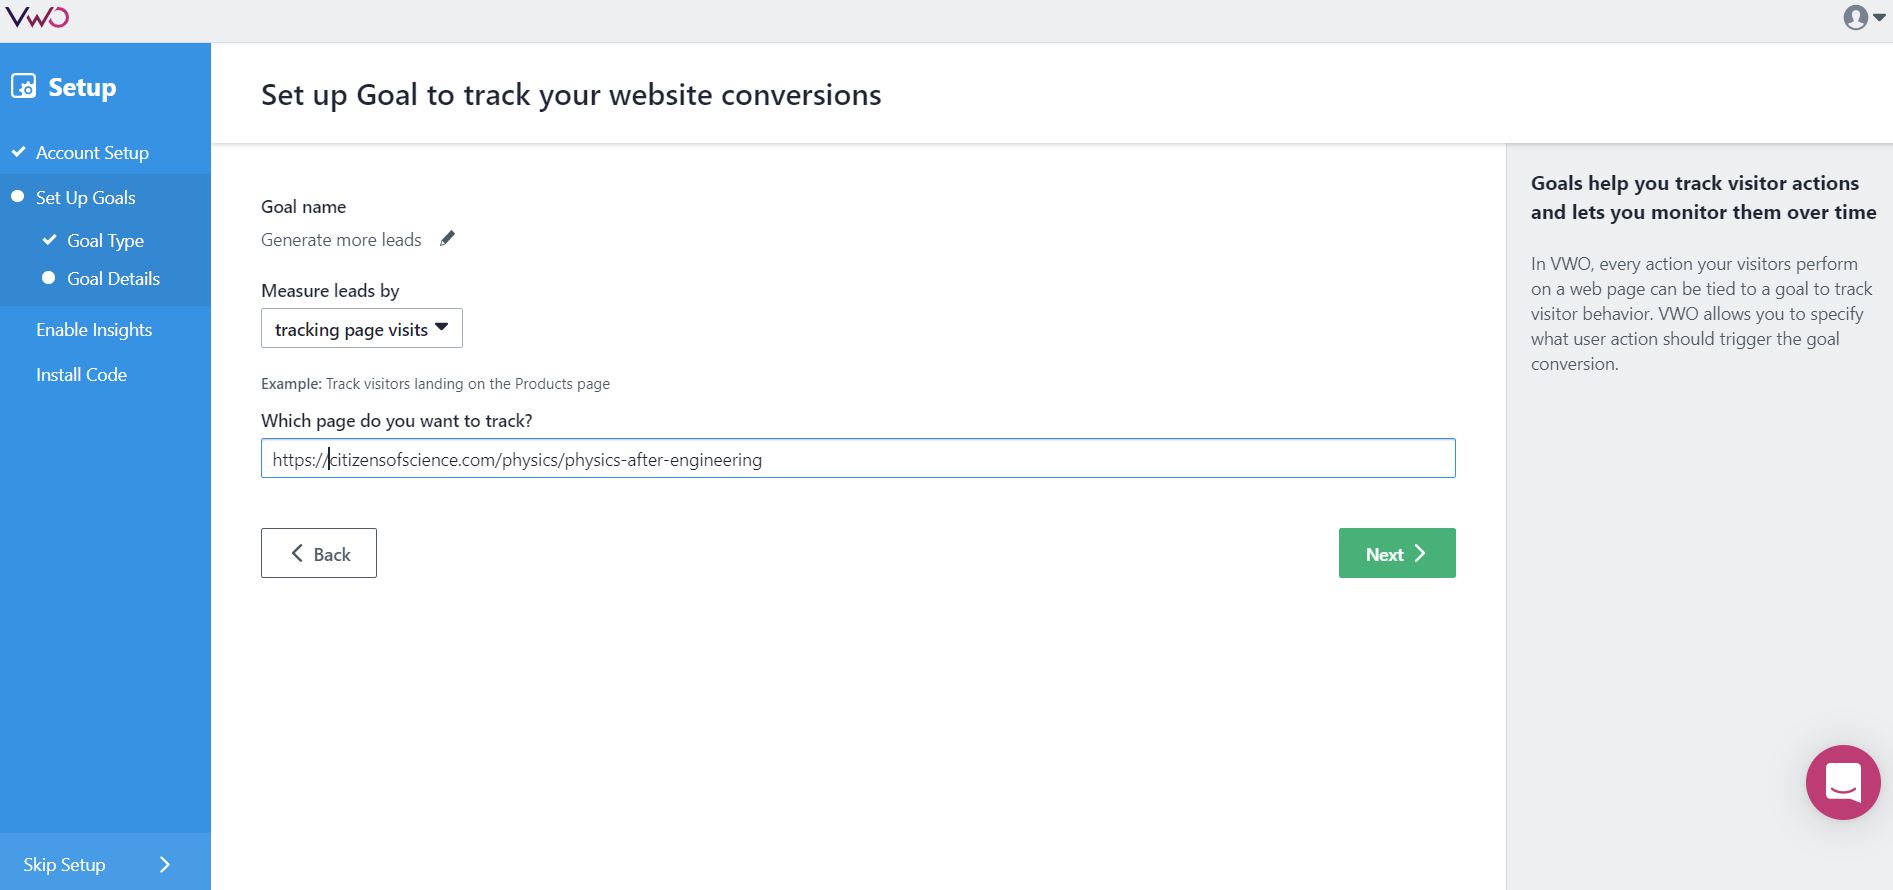 VWO
Setup
Account Setup
Set Up Goals
Goal Type
Goal Details
Enable Insights
Install Code
Skip Setup
Set up Goal to track your website conversions
Goal name
Generate more leads
Measure leads by
tracking page visits
Example: Track visitors landing on the Products page
Which page do you want to track?
https://citizensofscience.com/physics/physics-after-engineering
Back
Next
Goals help you track visitor actions
and lets you monitor them over time
In VWO, every action your visitors perform
on a web page can be tied to a goal to track
visitor behavior. VWO allows you to specify
what user action should trigger the goal
conversion.